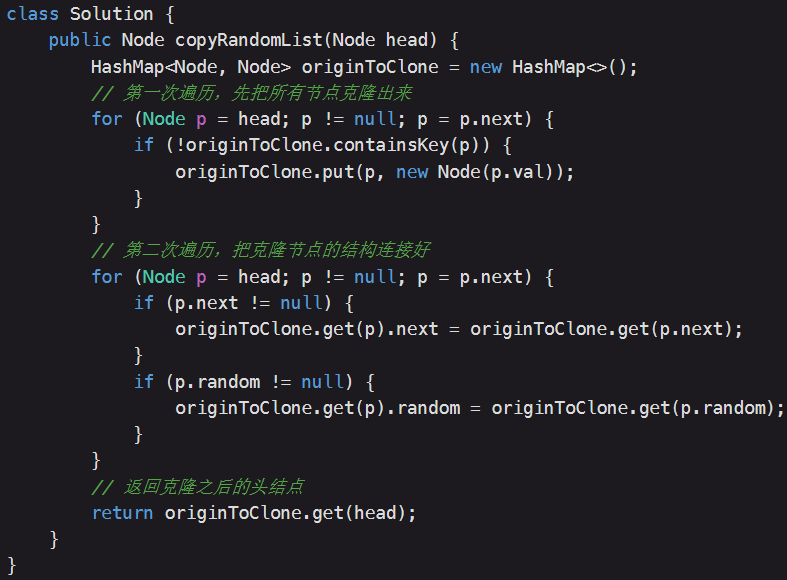 class Solution {
    public Node copyRandomList(Node head) {
        HashMap<Node, Node> originToClone = new HashMap<>();
        // 第一次遍历，先把所有节点克隆出来
        for (Node p = head; p != null; p = p.next) {
            if (!originToClone.containsKey(p)) {
                originToClone.put(p, new Node(p.val));
            }
        }
        // 第二次遍历，把克隆节点的结构连接好
        for (Node p = head; p != null; p = p.next) {
            if (p.next != null) {
                originToClone.get(p).next = originToClone.get(p.next);
            }
            if (p.random != null) {
                originToClone.get(p).random = originToClone.get(p.random);
            }
        }
        // 返回克隆之后的头结点
        return originToClone.get(head);
    }
}